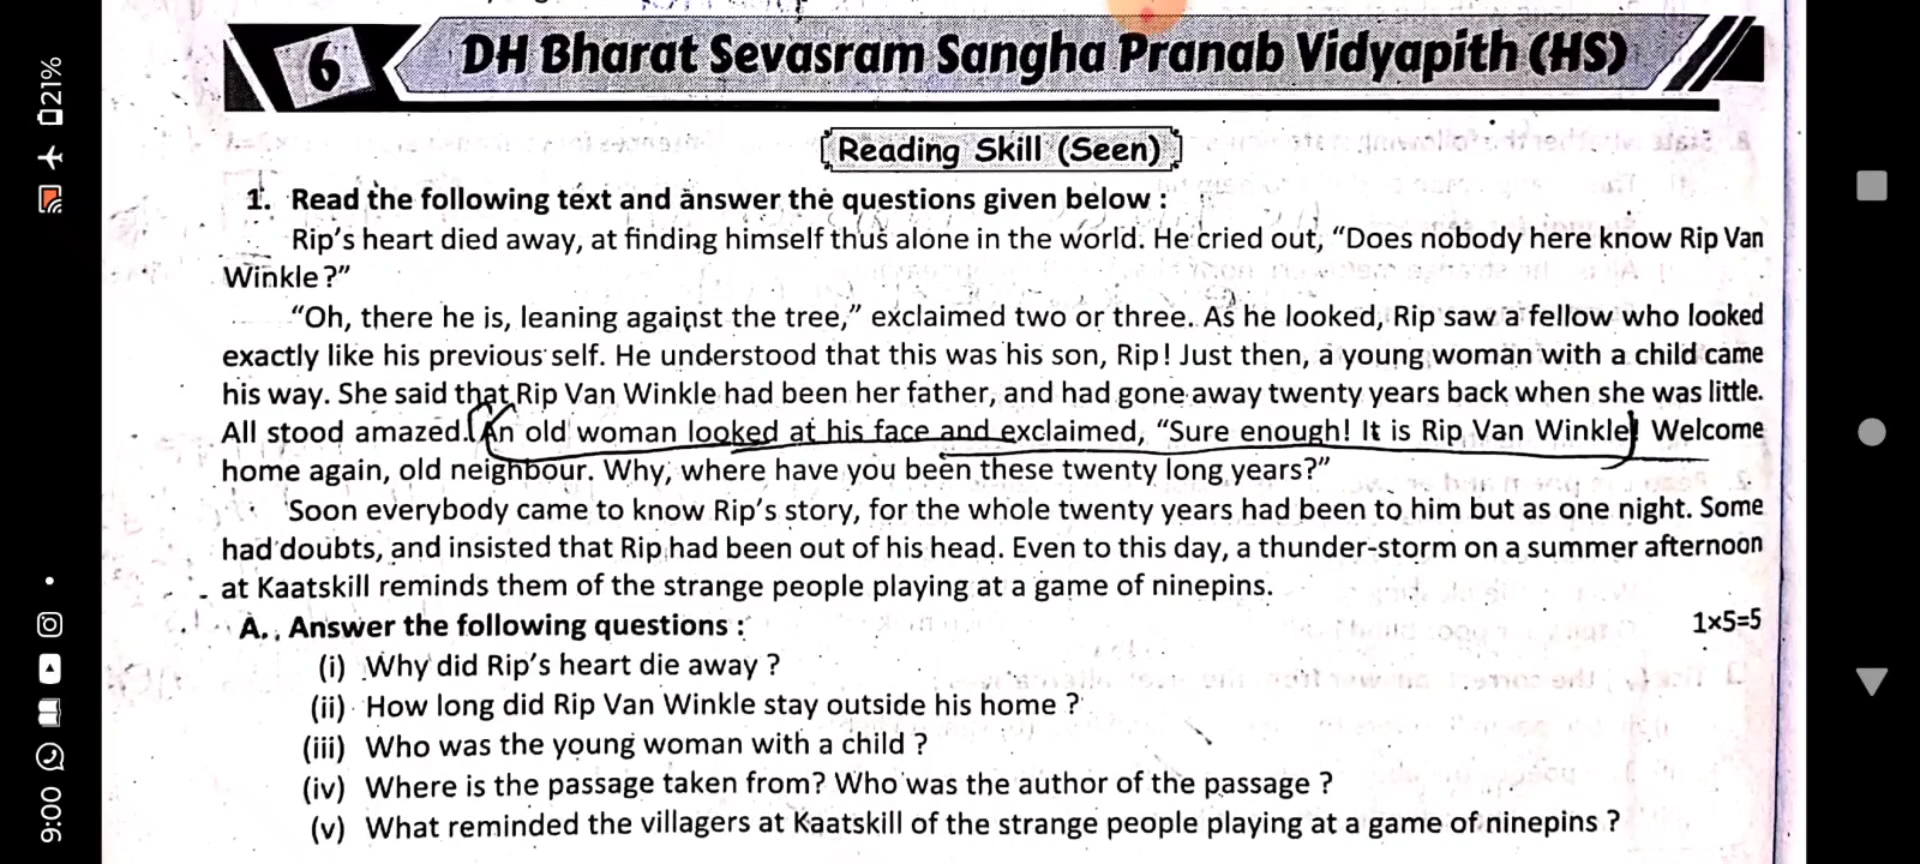 21%
9:00
6 DH Bharat Sevasram Sangha Pranab Vidyapith (HS)
Reading Skill (Seen)
1. Read the following text and answer the questions given below :
Rip's heart died away, at finding himself thus alone in the world. He cried out, "Does nobody here know Rip Van
Winkle ?"
"Oh, there he is, leaning against the tree," exclaimed two or three. As he looked, Rip saw a fellow who looked
exactly like his previous self. He understood that this was his son, Rip! Just then, a young woman with a child came
his way. She said that Rip Van Winkle had been her father, and had gone away twenty years back when she was little.
All stood amazed. An old woman looked at his face and exclaimed, "Sure enough! It is Rip Van Winkle! Welcome
home again, old neighbour. Why, where have you been these twenty long years?"
Soon everybody came to know Rip's story, for the whole twenty years had been to him but as one night. Some
had doubts, and insisted that Rip had been out of his head. Even to this day, a thunder-storm on a summer afternoon
at Kaatskill reminds them of the strange people playing at a game of ninepins.
A. Answer the following questions : 1×5=5
(i) Why did Rip's heart die away ?
(ii) How long did Rip Van Winkle stay outside his home ?
(iii) Who was the young woman with a child ?
(iv) Where is the passage taken from? Who was the author of the passage ?
(v) What reminded the villagers at Kaatskill of the strange people playing at a game of ninepins ?